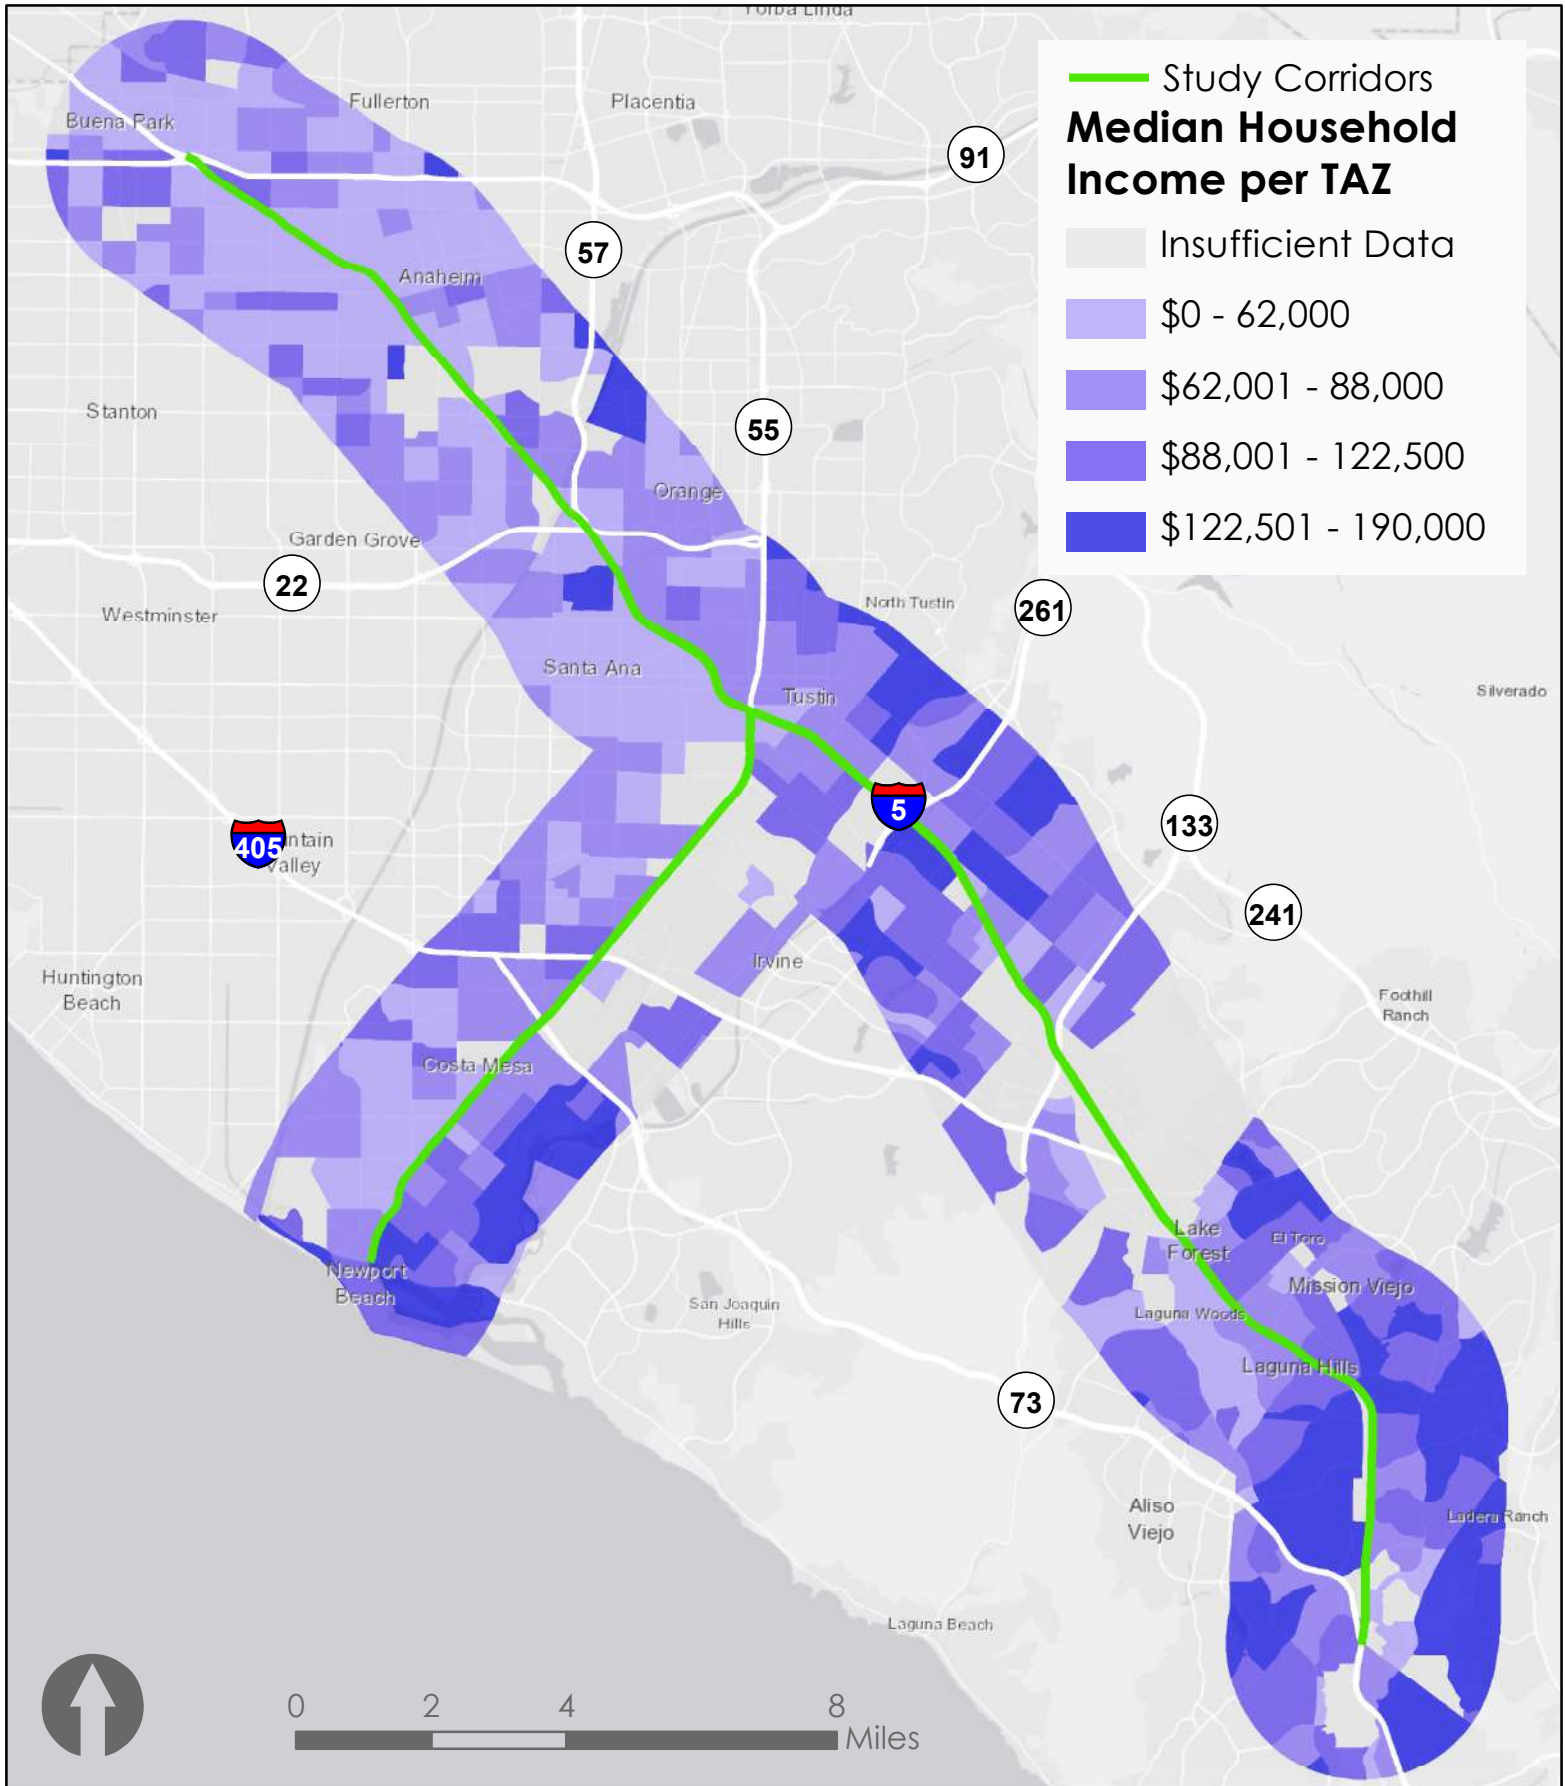 Yorba Linda
Study Corridors
Median Household
Income per TAZ
Insufficient Data
$0 - 62,000
$62,001 - 88,000
$88,001 - 122,500
$122,501 - 190,000
Fullerton
Placentia
Buena Park
91
57
Anaheim
Stanton
55
Orange
Garden Grove
22
Westminster
North Tustin
261
Santa Ana
Tustin
Silverado
5
133
405
ntain
Valley
241
Irvine
Huntington
Beach
Foothill
Ranch
Costa Mesa
Lake
Forest
El Toro
Newport
Beach
Mission Viejo
San Joaquin
Hills
Laguna Woods
Laguna Hills
73
Aliso
Viejo
Ladera Ranch
Laguna Beach
0 2 4 8
Miles